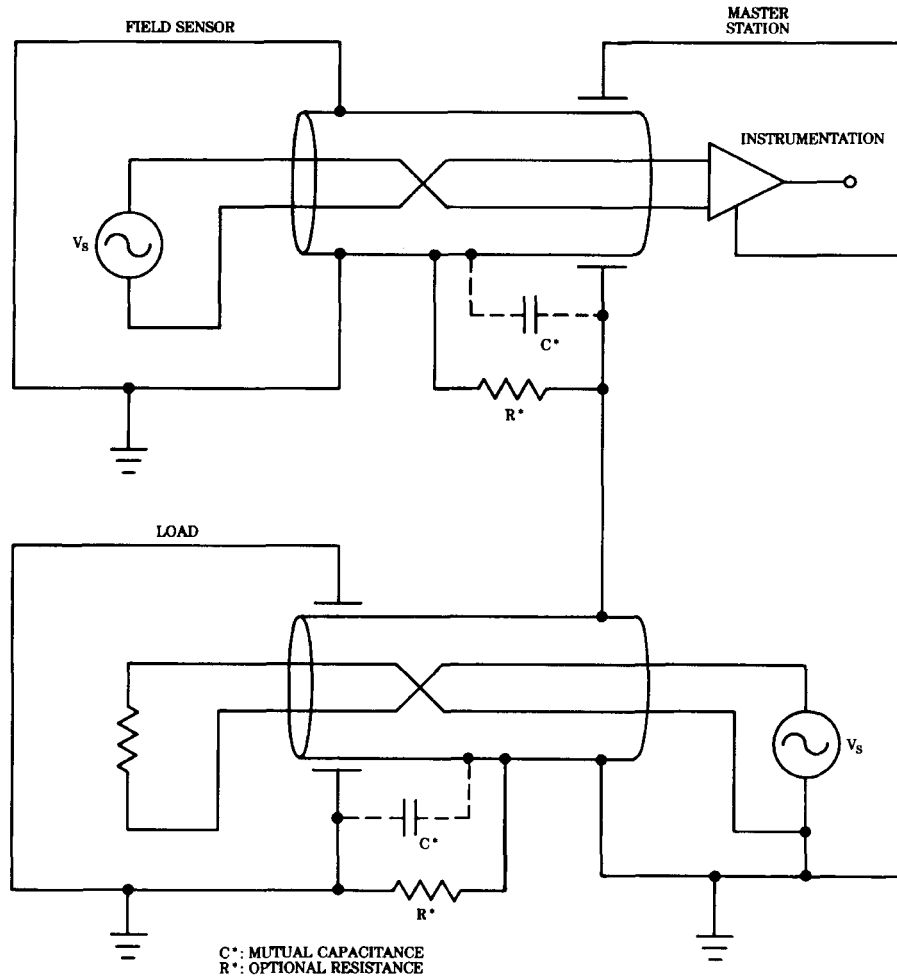 FIELD SENSOR
MASTER
STATION
INSTRUMENTATION
Vs
C*
R*
LOAD
Vs
C*
R*
C*: MUTUAL CAPACITANCE
R*: OPTIONAL RESISTANCE